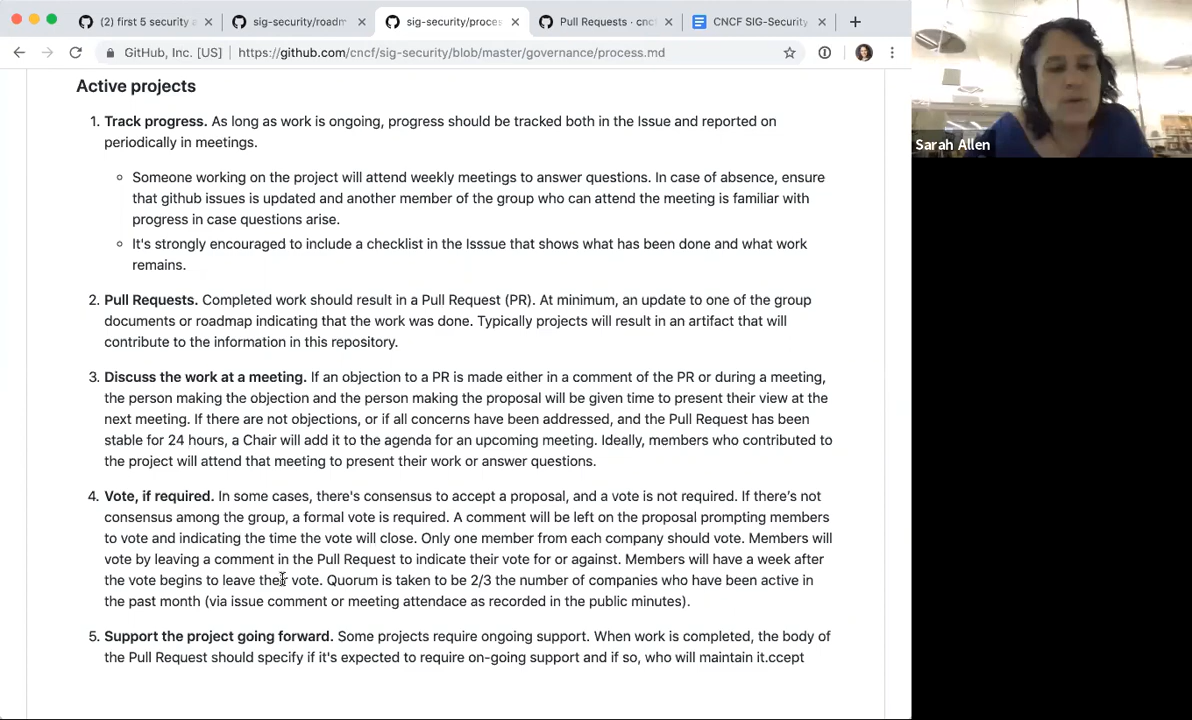 (2) first 5 security a
sig-security/roadm
sig-security/proces
Pull Requests · cnc
CNCF SIG-Security
GitHub, Inc. [US]
https://github.com/cncf/sig-security/blob/master/governance/process.md
Sarah Allen
Active projects
1. Track progress. As long as work is ongoing, progress should be tracked both in the Issue and reported on
periodically in meetings.
Someone working on the project will attend weekly meetings to answer questions. In case of absence, ensure
that github issues is updated and another member of the group who can attend the meeting is familiar with
progress in case questions arise.
It's strongly encouraged to include a checklist in the Isssue that shows what has been done and what work
remains.
2. Pull Requests. Completed work should result in a Pull Request (PR). At minimum, an update to one of the group
documents or roadmap indicating that the work was done. Typically projects will result in an artifact that will
contribute to the information in this repository.
3. Discuss the work at a meeting. If an objection to a PR is made either in a comment of the PR or during a meeting,
the person making the objection and the person making the proposal will be given time to present their view at the
next meeting. If there are not objections, or if all concerns have been addressed, and the Pull Request has been
stable for 24 hours, a Chair will add it to the agenda for an upcoming meeting. Ideally, members who contributed to
the project will attend that meeting to present their work or answer questions.
4. Vote, if required. In some cases, there's consensus to accept a proposal, and a vote is not required. If there’s not
consensus among the group, a formal vote is required. A comment will be left on the proposal prompting members
to vote and indicating the time the vote will close. Only one member from each company should vote. Members will
vote by leaving a comment in the Pull Request to indicate their vote for or against. Members will have a week after
the vote begins to leave their vote. Quorum is taken to be 2/3 the number of companies who have been active in
the past month (via issue comment or meeting attendace as recorded in the public minutes).
5. Support the project going forward. Some projects require ongoing support. When work is completed, the body of
the Pull Request should specify if it's expected to require on-going support and if so, who will maintain it.ccept